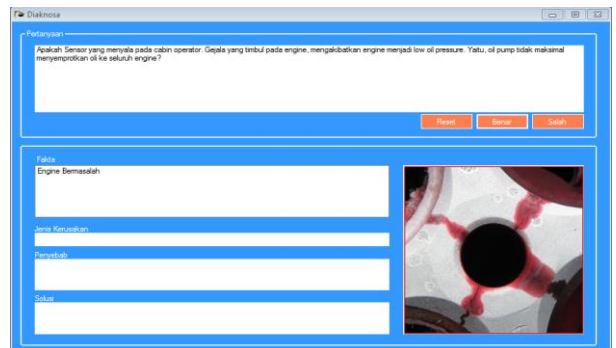 Diaknosa
Pertanyaan
Apakah Sensor yang menyala pada cabin operator. Gejala yang timbul pada engine, mengakibatkan engine menjadi low oil pressure. Yaitu, oil pump tidak maksimal
menyemprotkan oli ke seluruh engine?
Reset Benar Salah
Fakta
Engine Bermasalah
Jenis Kerusakan
Penyebab
Solusi